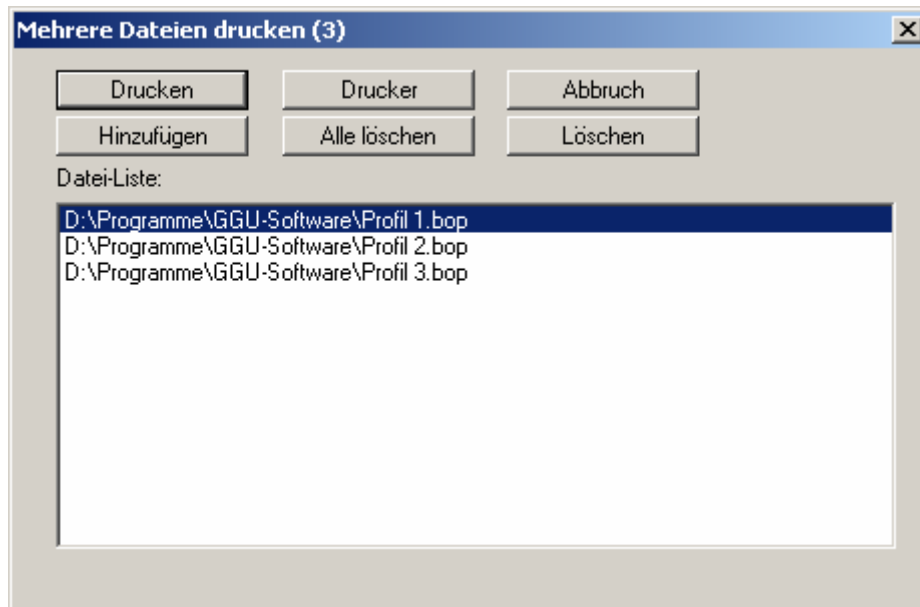 Mehrere Dateien drucken (3)
Drucken Drucker Abbruch
Hinzufügen Alle löschen Löschen
Datei-Liste:
D:\Programme\GGU-Software\Profil 1.bop
D:\Programme\GGU-Software\Profil 2.bop
D:\Programme\GGU-Software\Profil 3.bop